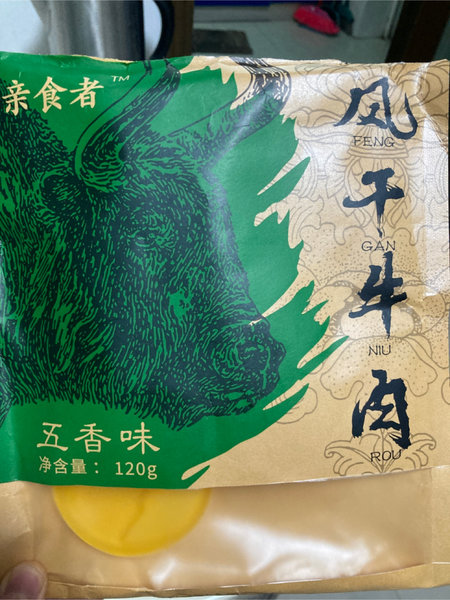 亲食者™
风
FENG
干
GAN
牛
NIU
肉
ROU
五香味
净含量： 120g